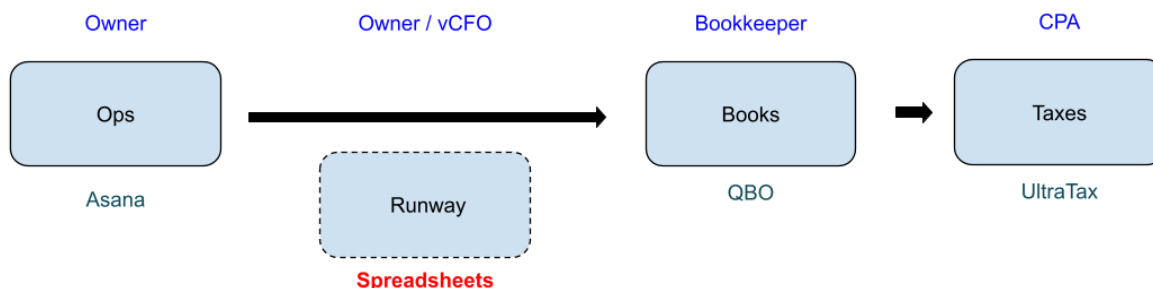 Owner
Owner / vCFO
Bookkeeper
CPA
Ops
Books
Taxes
Asana
Runway
QBO
UltraTax
Spreadsheets